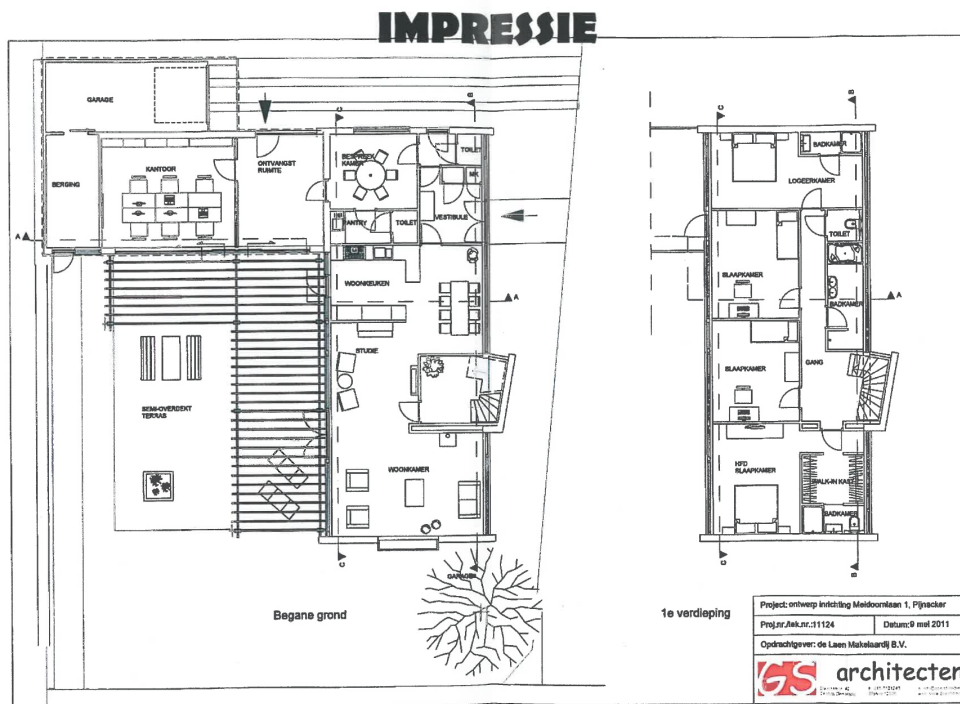 IMPRESSIE
GARAGE
KANTOOR
BERGING
ONTVANGST
RUIMTE
BESPREEK
KAMER
TOILET
MK
PANTRY
TOILET
VESTIBULE
C
B
A
WOONKEUKEN
A
STUDIE
SEMI-OVERDEKT
TERRAS
WOONKAMER
C
GARAGE
Begane grond
C
B
BADKAMER
LOGEERKAMER
TOILET
SLAAPKAMER
BADKAMER
A
SLAAPKAMER
GANG
HFD
SLAAPKAMER
WALK-IN KAST
BADKAMER
C
B
1e verdieping
Project: ontwerp inrichting Meidoornlaan 1, Pijnacker
Proj.nr./tek.nr.:11124
Datum:9 mei 2011
Opdrachtgever: de Laen Makelaardij B.V.
GS architecten